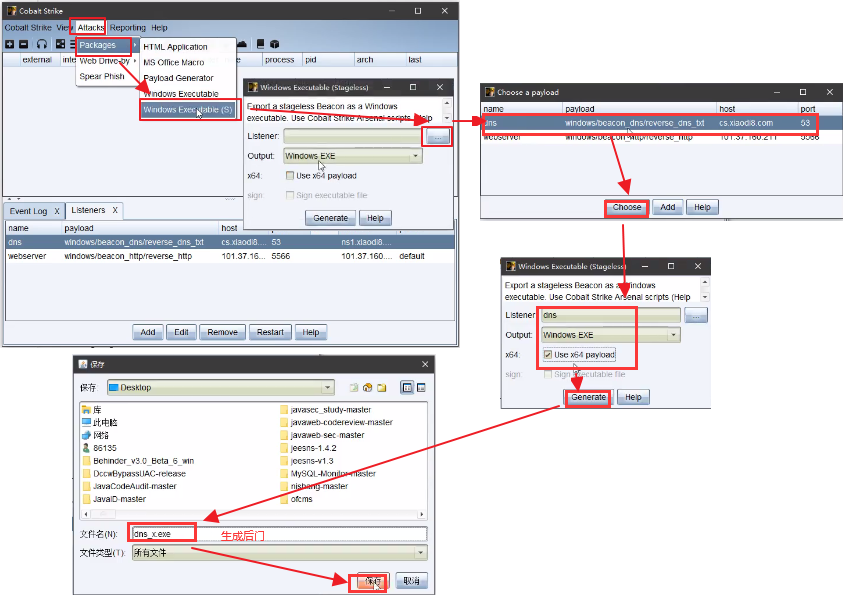 Cobalt Strike
Cobalt Strike View Attacks Reporting Help
Packages
Web Drive-by
Spear Phish
HTML Application
MS Office Macro
Payload Generator
Windows Executable
Windows Executable (S)
external
process pid arch last
Windows Executable (Stageless)
Export a stageless Beacon as a Windows
executable. Use Cobalt Strike Arsenal scripts Help
Listener:
...
Output: Windows EXE
x64: Use x64 payload
sign: Sign executable file
Generate Help
Choose a payload
name payload host port
dns windows/beacon_dns/reverse_dns_txt cs.xiaodi8.com 53
webserver windows/beacon_http/reverse_http 101.37.160.211 5566
Choose Add Help
Event Log X Listeners X
name payload host
dns windows/beacon_dns/reverse_dns_txt cs.xiaodi8.... 53 ns1.xiaodi8....
webserver windows/beacon_http/reverse_http 101.37.16... 5566 101.37.160.... default
Add Edit Remove Restart Help
Windows Executable (Stageless)
Export a stageless Beacon as a Windows
executable. Use Cobalt Strike Arsenal scripts (Help
Listener: dns ...
Output: Windows EXE
x64: Use x64 payload
sign: Sign executable file
Generate Help
保存
保存 Desktop
库 javasec_study-master
此电脑 javaweb-codereview-master
网络 javaweb-sec-master
86135 jeesns-1.4.2
Behinder_v3.0_Beta_6_win jeesns-v1.3
DccwBypassUAC-release MySQL-Monitor-master
JavaCodeAudit-master nishang-master
JavaID-master ofcms
文件名(N): dns_x.exe 生成后门
文件类型(T): 所有文件
保存 取消